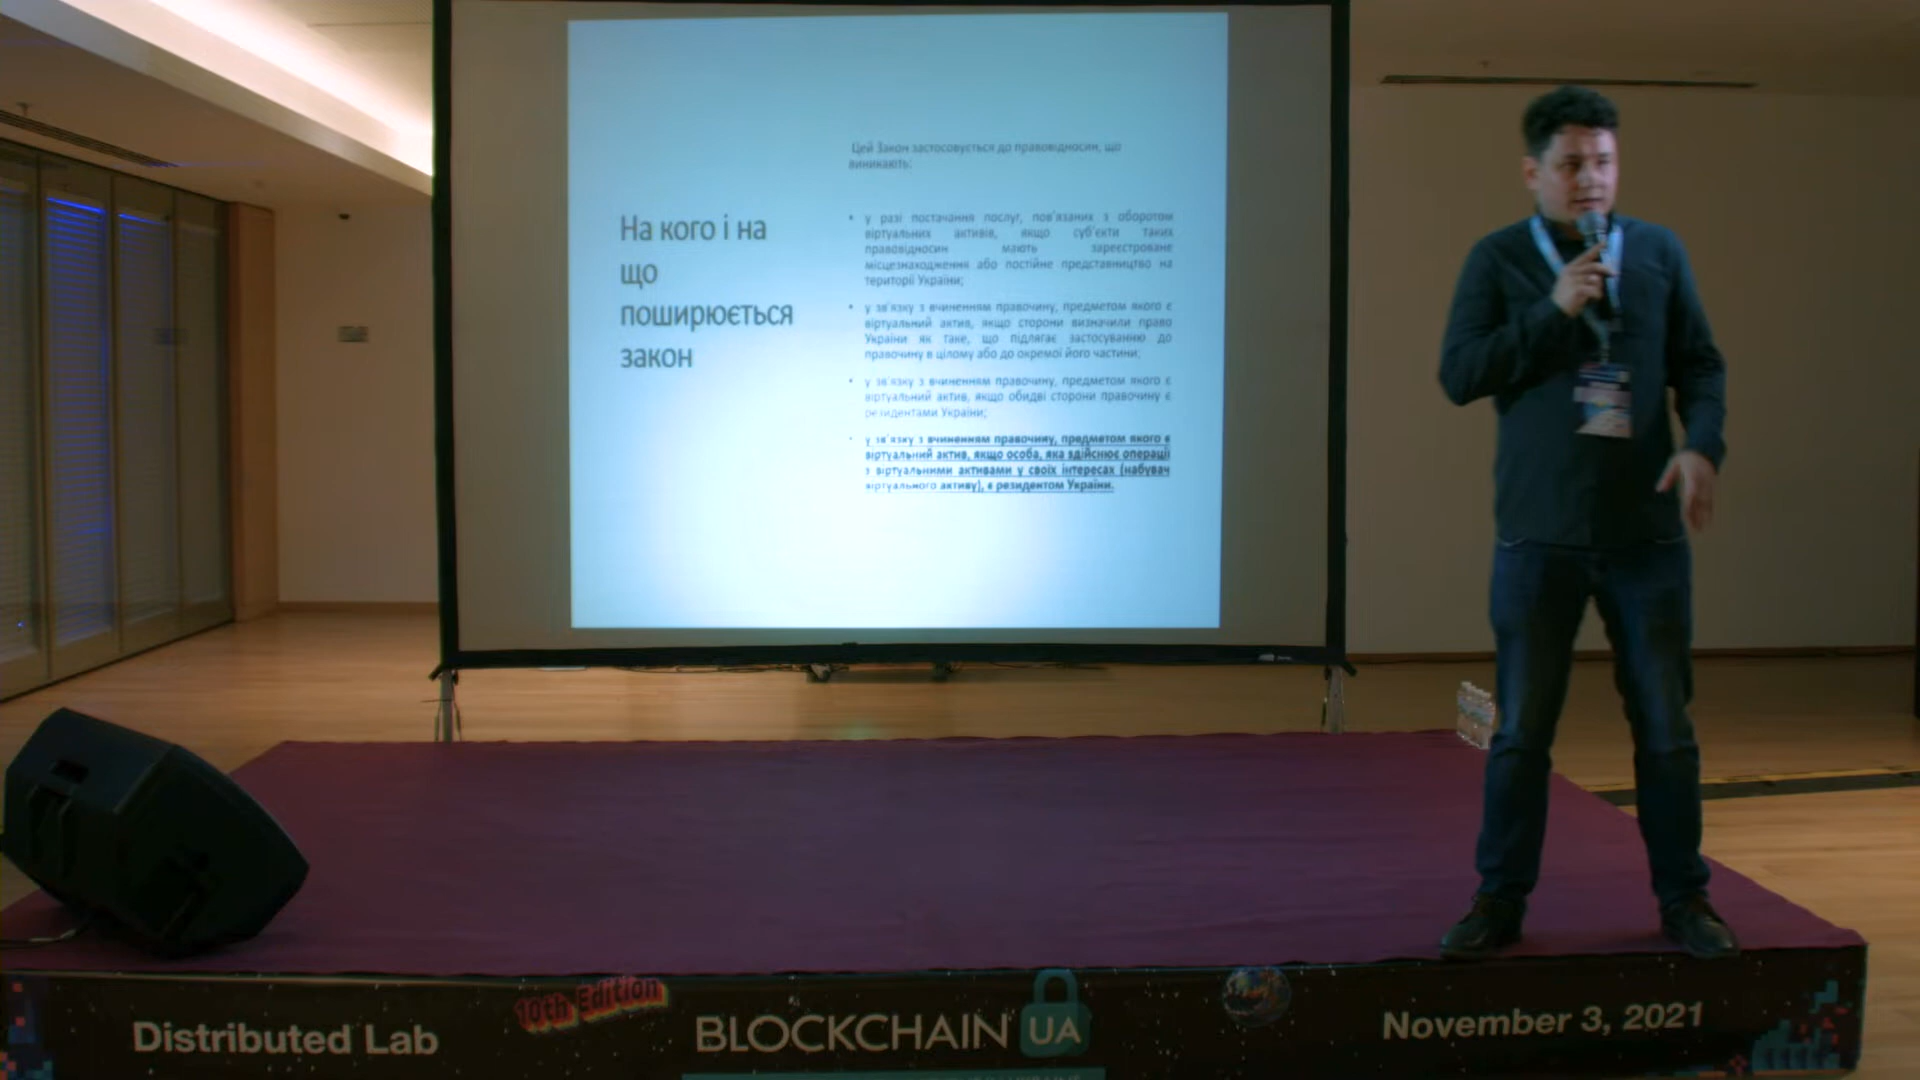 На кого і на
що
поширюється
закон
Цей Закон застосовується до правовідносин, що
виникають:
• у разі постачання послуг, пов'язаних з оборотом
віртуальних активів, якщо суб'єкти таких
правовідносин мають зареєстроване
місцезнаходження або постійне представництво на
території України;
• у зв'язку з вчиненням правочину, предметом якого є
віртуальний актив, якщо сторони визначили право
України як таке, що підлягає застосуванню до
правочину в цілому або до окремої його частини;
• у зв'язку з вчиненням правочину, предметом якого є
віртуальний актив, якщо обидві сторони правочину є
резидентами України;
• у зв'язку з вчиненням правочину, предметом якого є
віртуальний актив, якщо особа, яка здійснює операції
з віртуальними активами у своїх інтересах (набувач
віртуального активу), є резидентом України.
10th Edition
Distributed Lab
BLOCKCHAIN UA
November 3, 2021